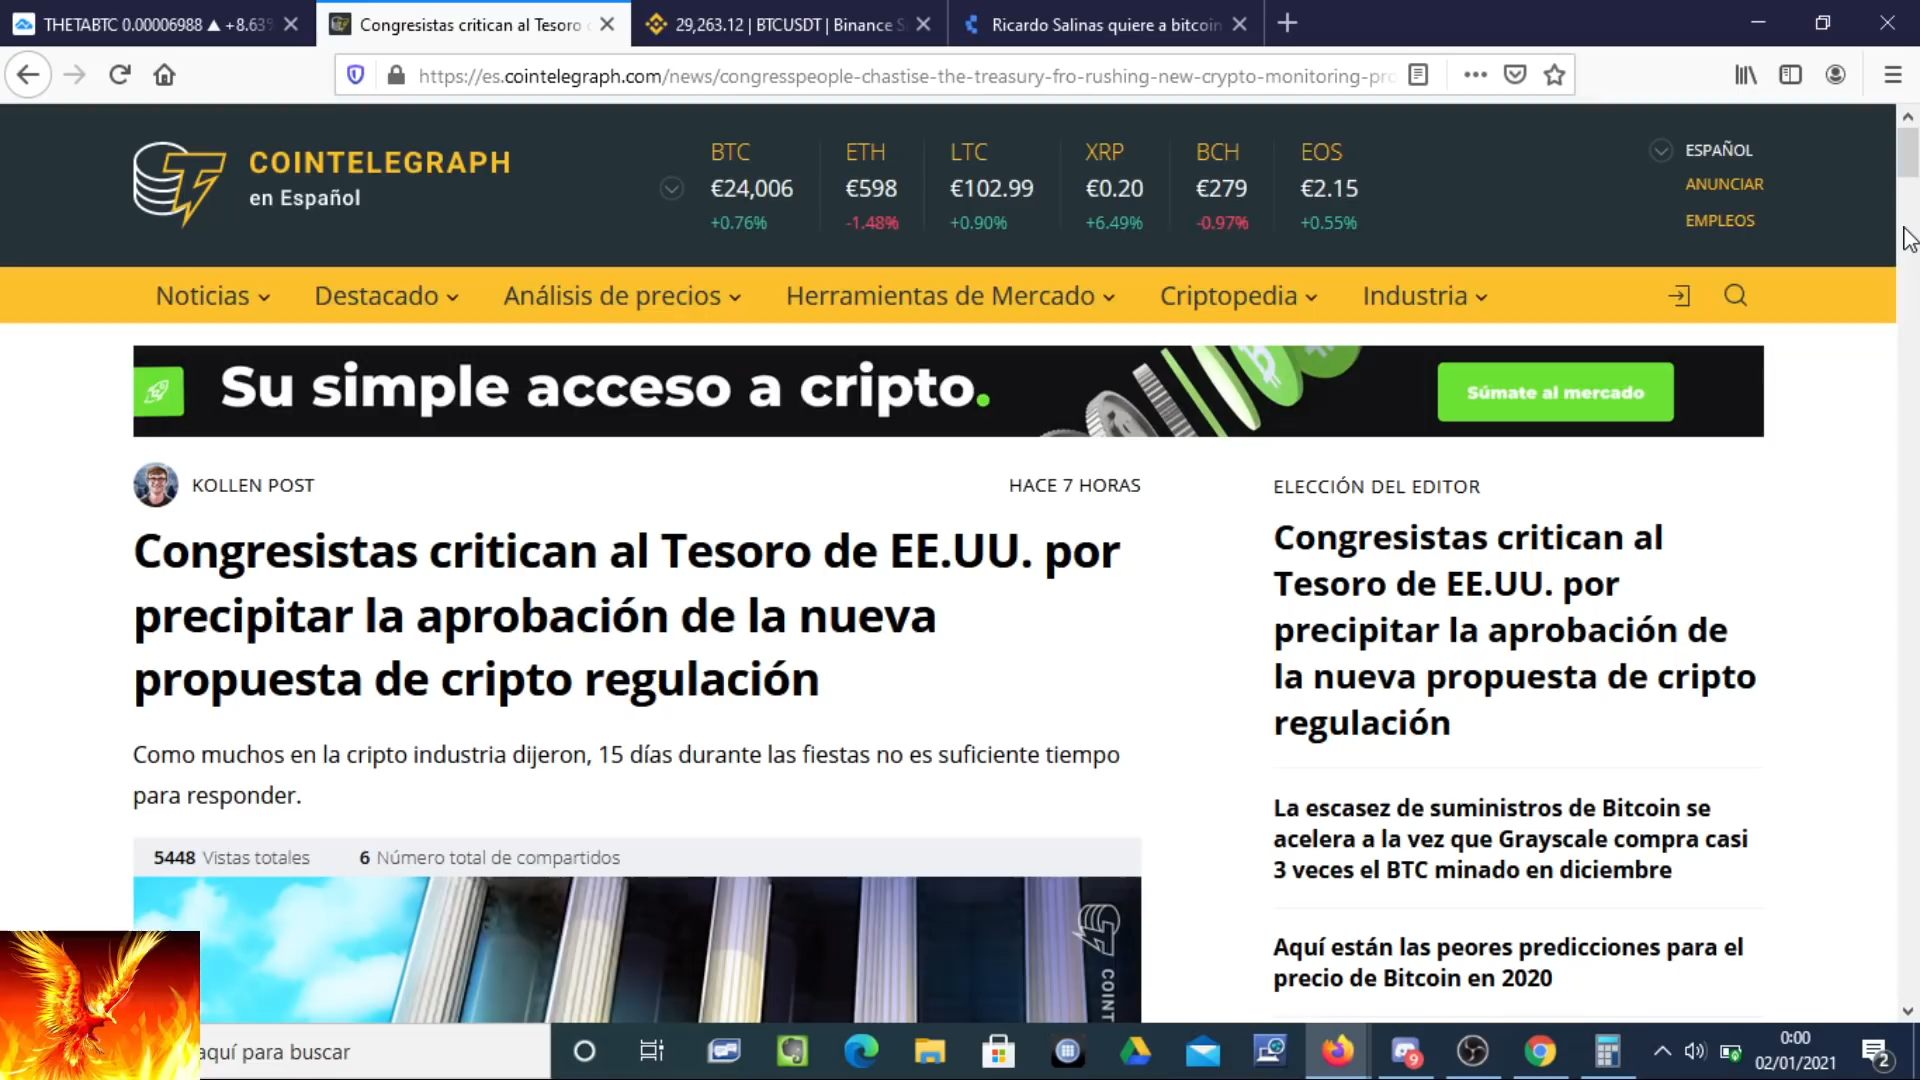 THETABTC 0.00006988 ▲ +8.63%
Congresistas critican al Tesoro
29,263.12 | BTCUSDT | Binance S
Ricardo Salinas quiere a bitcoin
https://es.cointelegraph.com/news/congresspeople-chastise-the-treasury-fro-rushing-new-crypto-monitoring-pro
COINTELEGRAPH
en Español
BTC ETH LTC XRP BCH EOS
€24,006 €598 €102.99 €0.20 €279 €2.15
+0.76% -1.48% +0.90% +6.49% -0.97% +0.55%
ESPAÑOL
ANUNCIAR
EMPLEOS
Noticias Destacado Análisis de precios Herramientas de Mercado Criptopedia Industria
Su simple acceso a cripto.
Súmate al mercado
KOLLEN POST
HACE 7 HORAS
Congresistas critican al Tesoro de EE.UU. por
precipitar la aprobación de la nueva
propuesta de cripto regulación
Como muchos en la cripto industria dijeron, 15 días durante las fiestas no es suficiente tiempo
para responder.
5448 Vistas totales 6 Número total de compartidos
COINT
ELECCIÓN DEL EDITOR
Congresistas critican al
Tesoro de EE.UU. por
precipitar la aprobación de
la nueva propuesta de cripto
regulación
La escasez de suministros de Bitcoin se
acelera a la vez que Grayscale compra casi
3 veces el BTC minado en diciembre
Aquí están las peores predicciones para el
precio de Bitcoin en 2020
aquí para buscar
9
0:00
02/01/2021
2